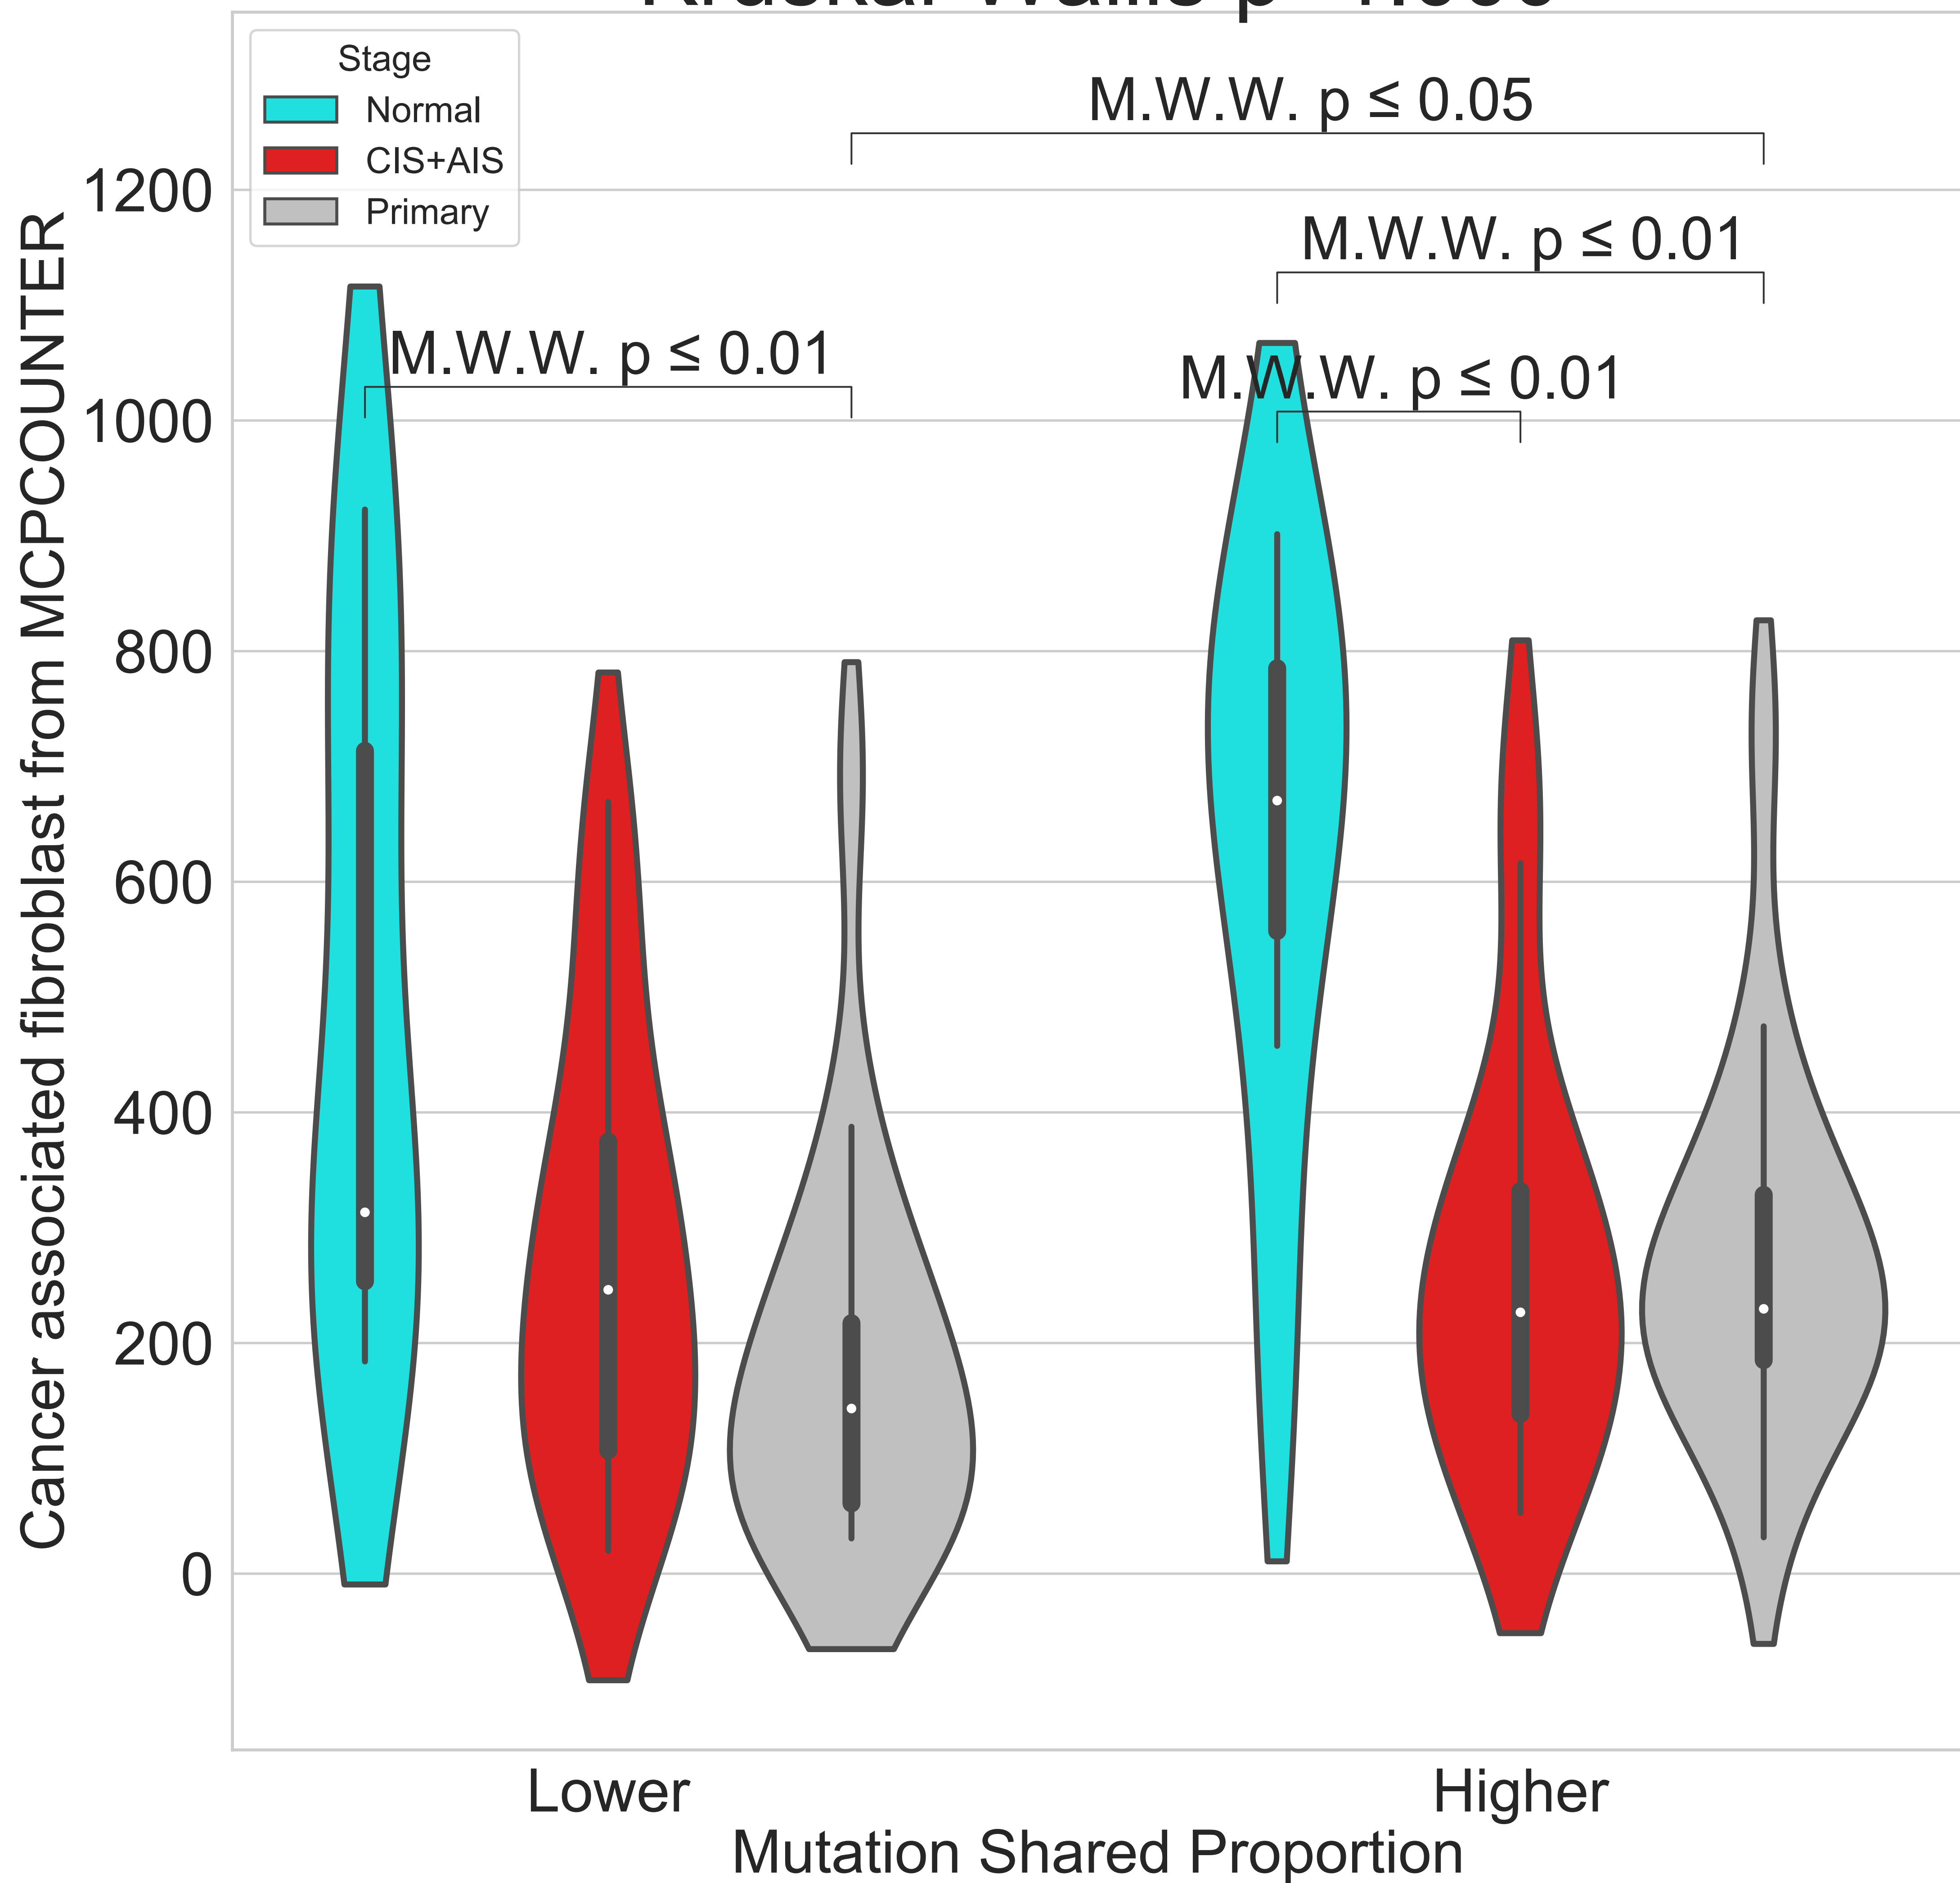 Stage
Normal
CIS+AIS
Primary
M.W.W. p ≤ 0.05
M.W.W. p ≤ 0.01
M.W.W. p ≤ 0.01
M.W.W. p ≤ 0.01
Cancer associated fibroblast from MCPCOUNTER
1200
1000
800
600
400
200
0
Lower
Higher
Mutation Shared Proportion